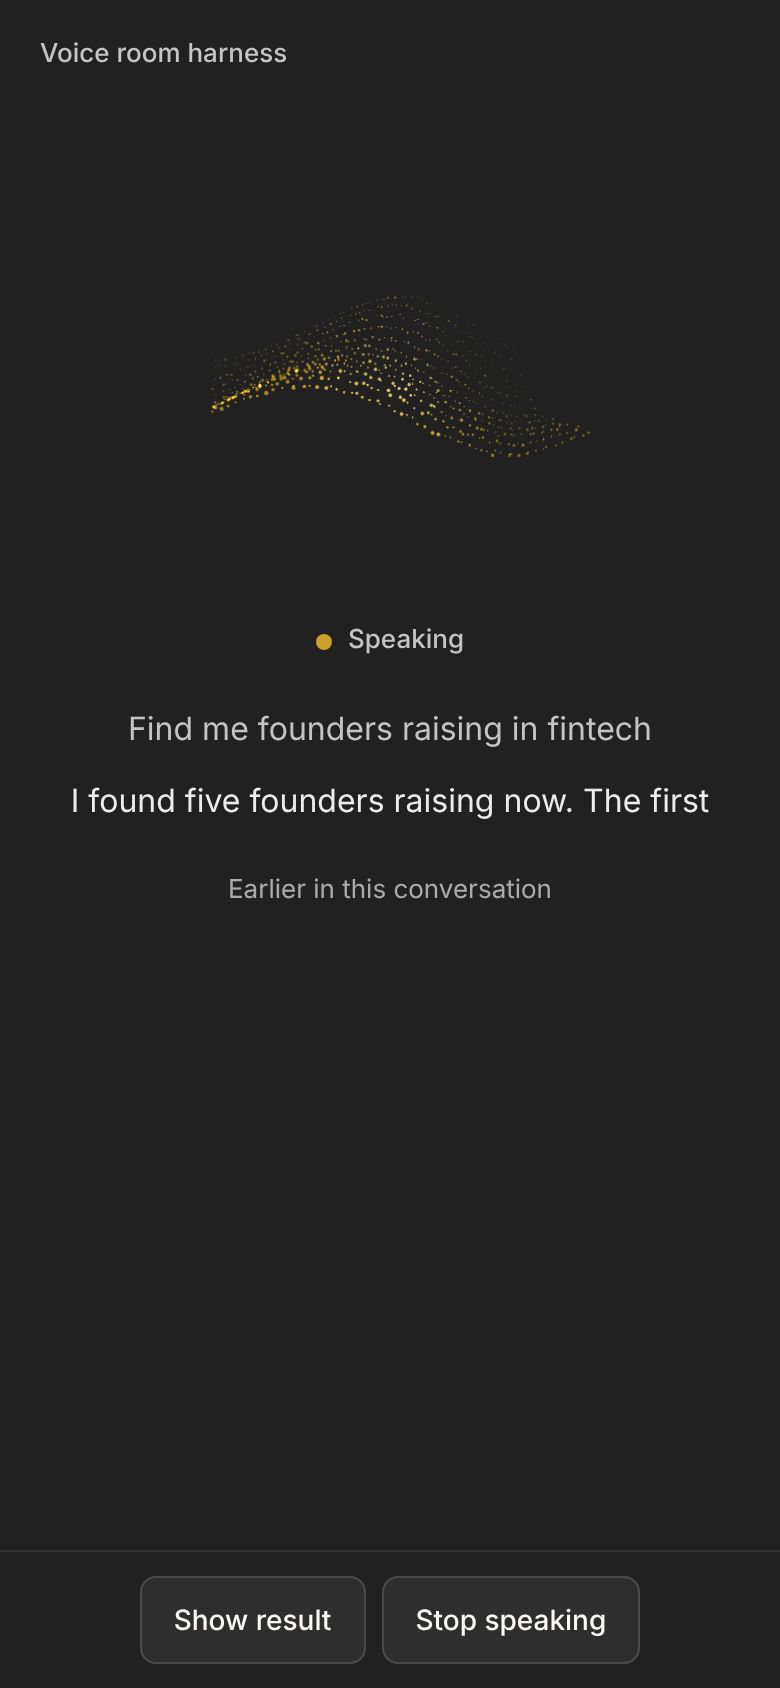 Voice room harness
Speaking
Find me founders raising in fintech
I found five founders raising now. The first
Earlier in this conversation
Show result
Stop speaking